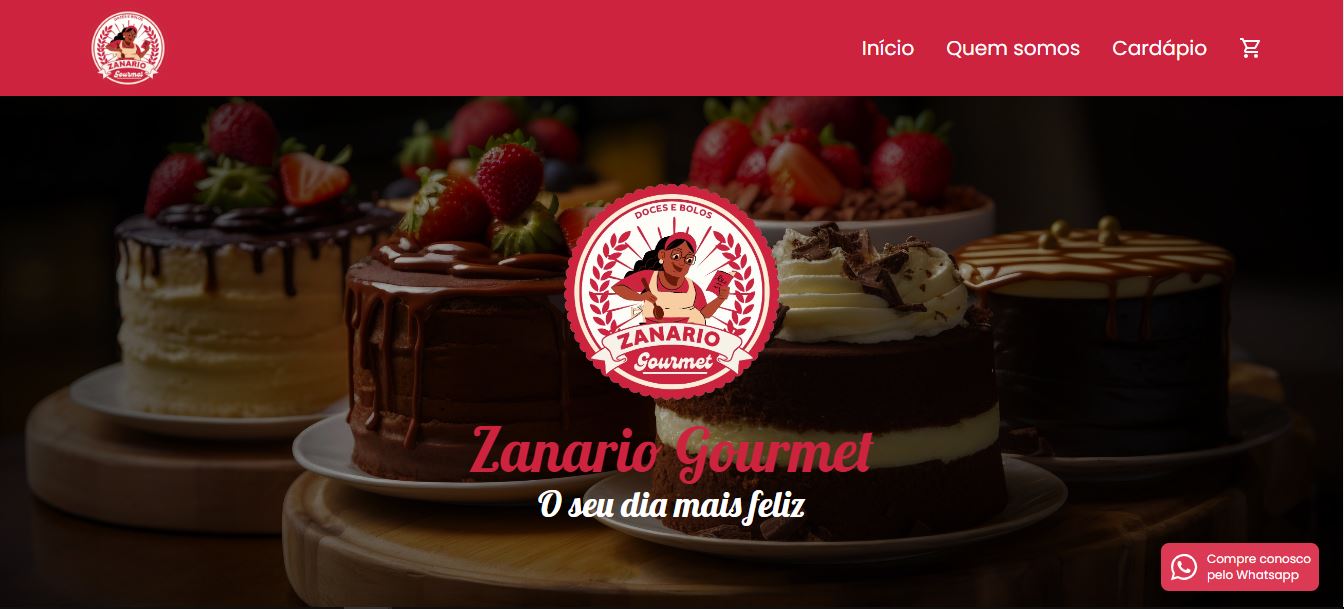 DOCES E BOLOS
ZANARIO
Gourmet
Início
Quem somos
Cardápio
DOCES E BOLOS
ZANARIO
Gourmet
Zanario Gourmet
O seu dia mais feliz
Compre conosco
pelo Whatsapp